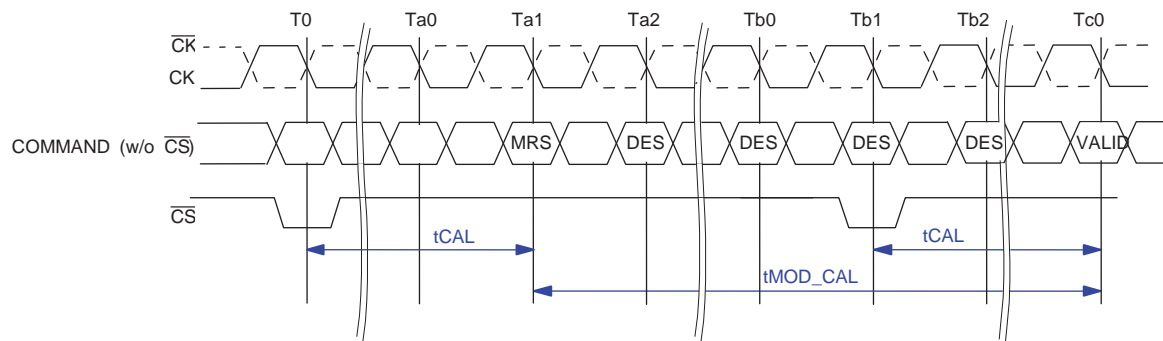 T0 Ta0 Ta1 Ta2 Tb0 Tb1 Tb2 Tc0
CK
CK
COMMAND (w/o CS) MRS DES DES DES DES VALID
CS
tCAL tCAL
tMOD_CAL